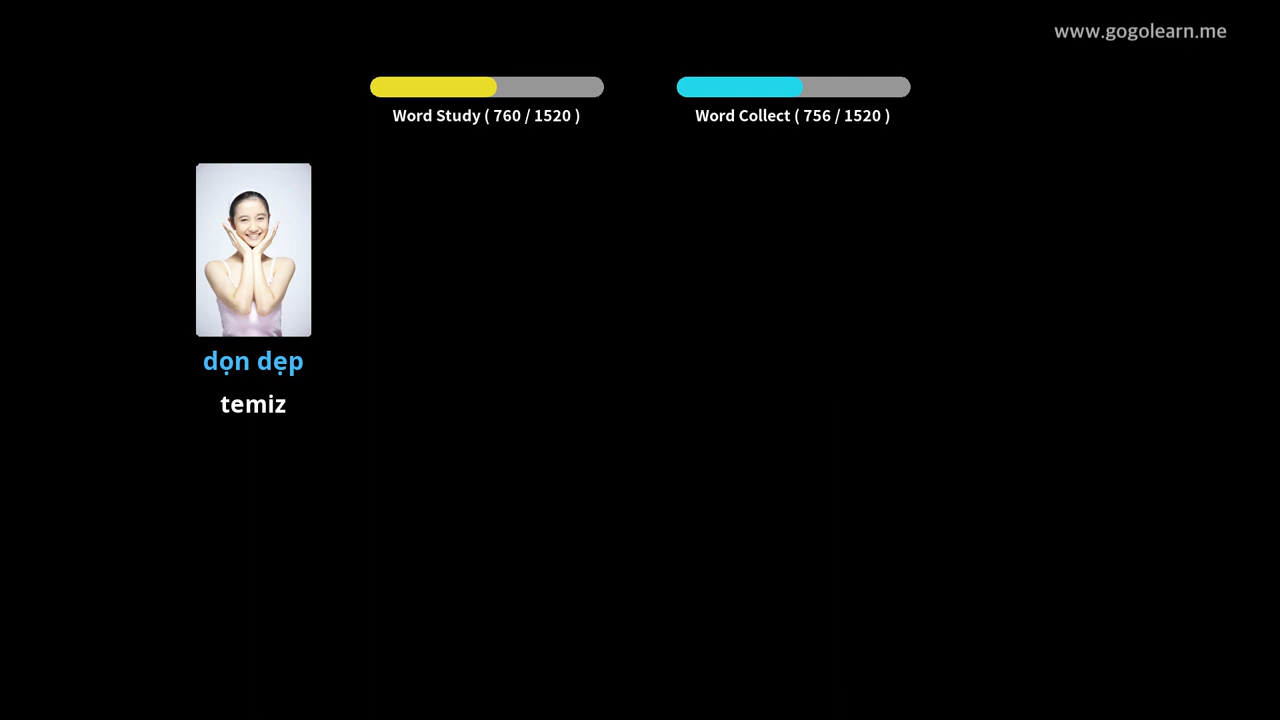 www.gogolearn.me
Word Study ( 760 / 1520 )
Word Collect ( 756 / 1520 )
dọn dẹp
temiz